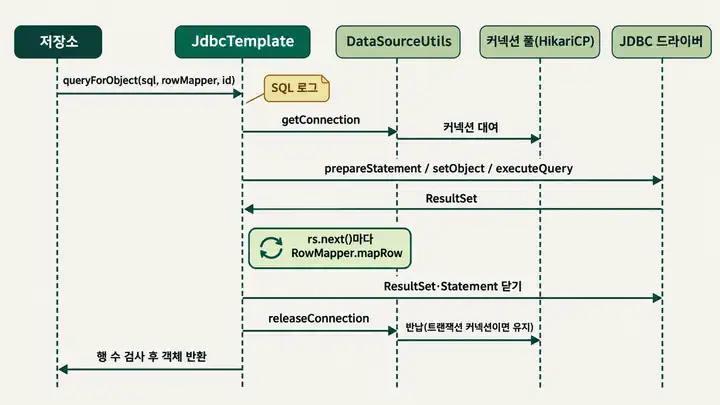 저장소
JdbcTemplate
DataSourceUtils
커넥션 풀(HikariCP)
JDBC 드라이버
queryForObject(sql, rowMapper, id)
SQL 로그
getConnection
커넥션 대여
prepareStatement / setObject / executeQuery
ResultSet
rs.next()마다
RowMapper.mapRow
ResultSet·Statement 닫기
releaseConnection
반납(트랜잭션 커넥션이면 유지)
행 수 검사 후 객체 반환